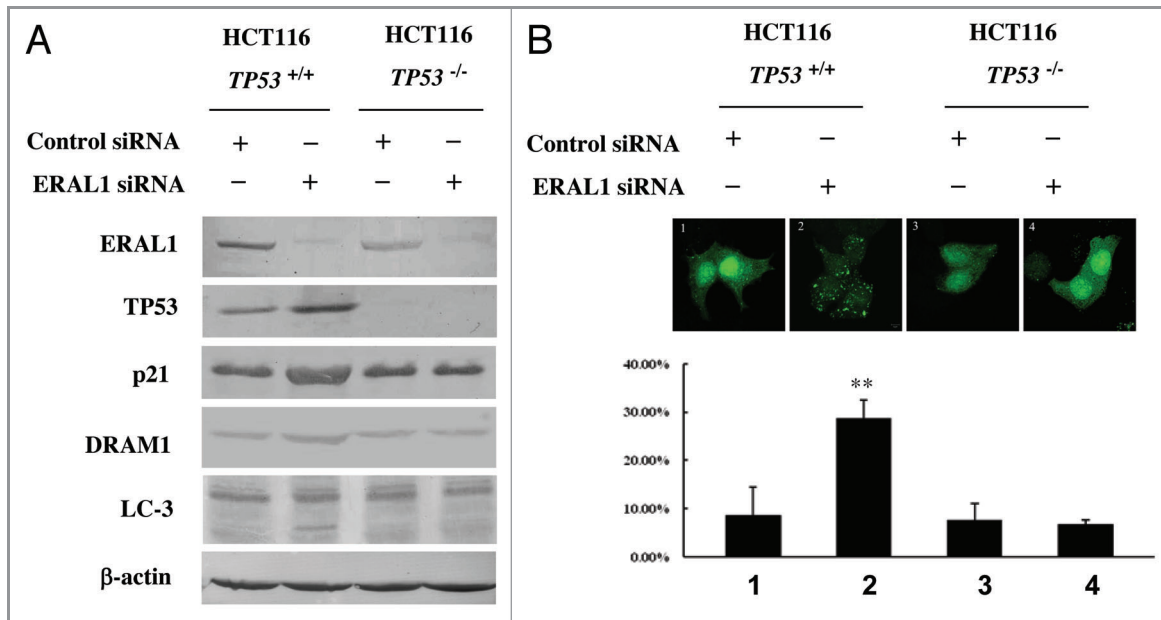 A
HCT116 HCT116
TP53 +/+ TP53 -/-
Control siRNA + – + –
ERAL1 siRNA – + – +
ERAL1
TP53
p21
DRAM1
LC-3
β-actin
B
HCT116 HCT116
TP53 +/+ TP53 -/-
Control siRNA + – + –
ERAL1 siRNA – + – +
1 2 3 4
40.00%
**
30.00%
20.00%
10.00%
0.00%
1 2 3 4